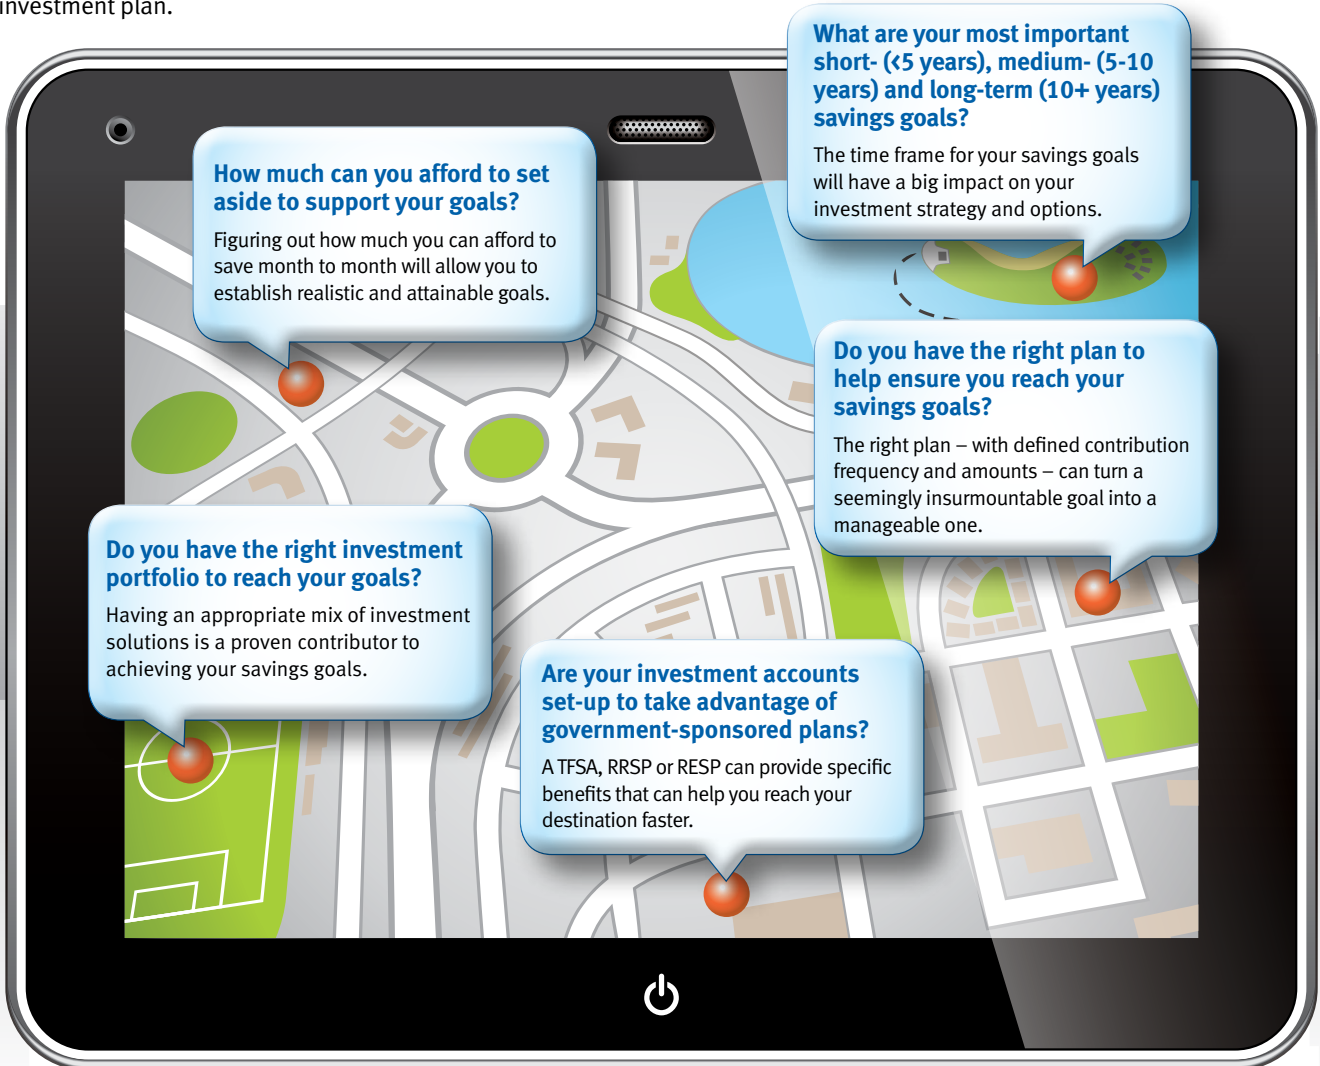 investment plan.
What are your most important
short- (<5 years), medium- (5-10
years) and long-term (10+ years)
savings goals?
The time frame for your savings goals
will have a big impact on your
investment strategy and options.
How much can you afford to set
aside to support your goals?
Figuring out how much you can afford to
save month to month will allow you to
establish realistic and attainable goals.
Do you have the right plan to
help ensure you reach your
savings goals?
The right plan – with defined contribution
frequency and amounts – can turn a
seemingly insurmountable goal into a
manageable one.
Do you have the right investment
portfolio to reach your goals?
Having an appropriate mix of investment
solutions is a proven contributor to
achieving your savings goals.
Are your investment accounts
set-up to take advantage of
government-sponsored plans?
A TFSA, RRSP or RESP can provide specific
benefits that can help you reach your
destination faster.